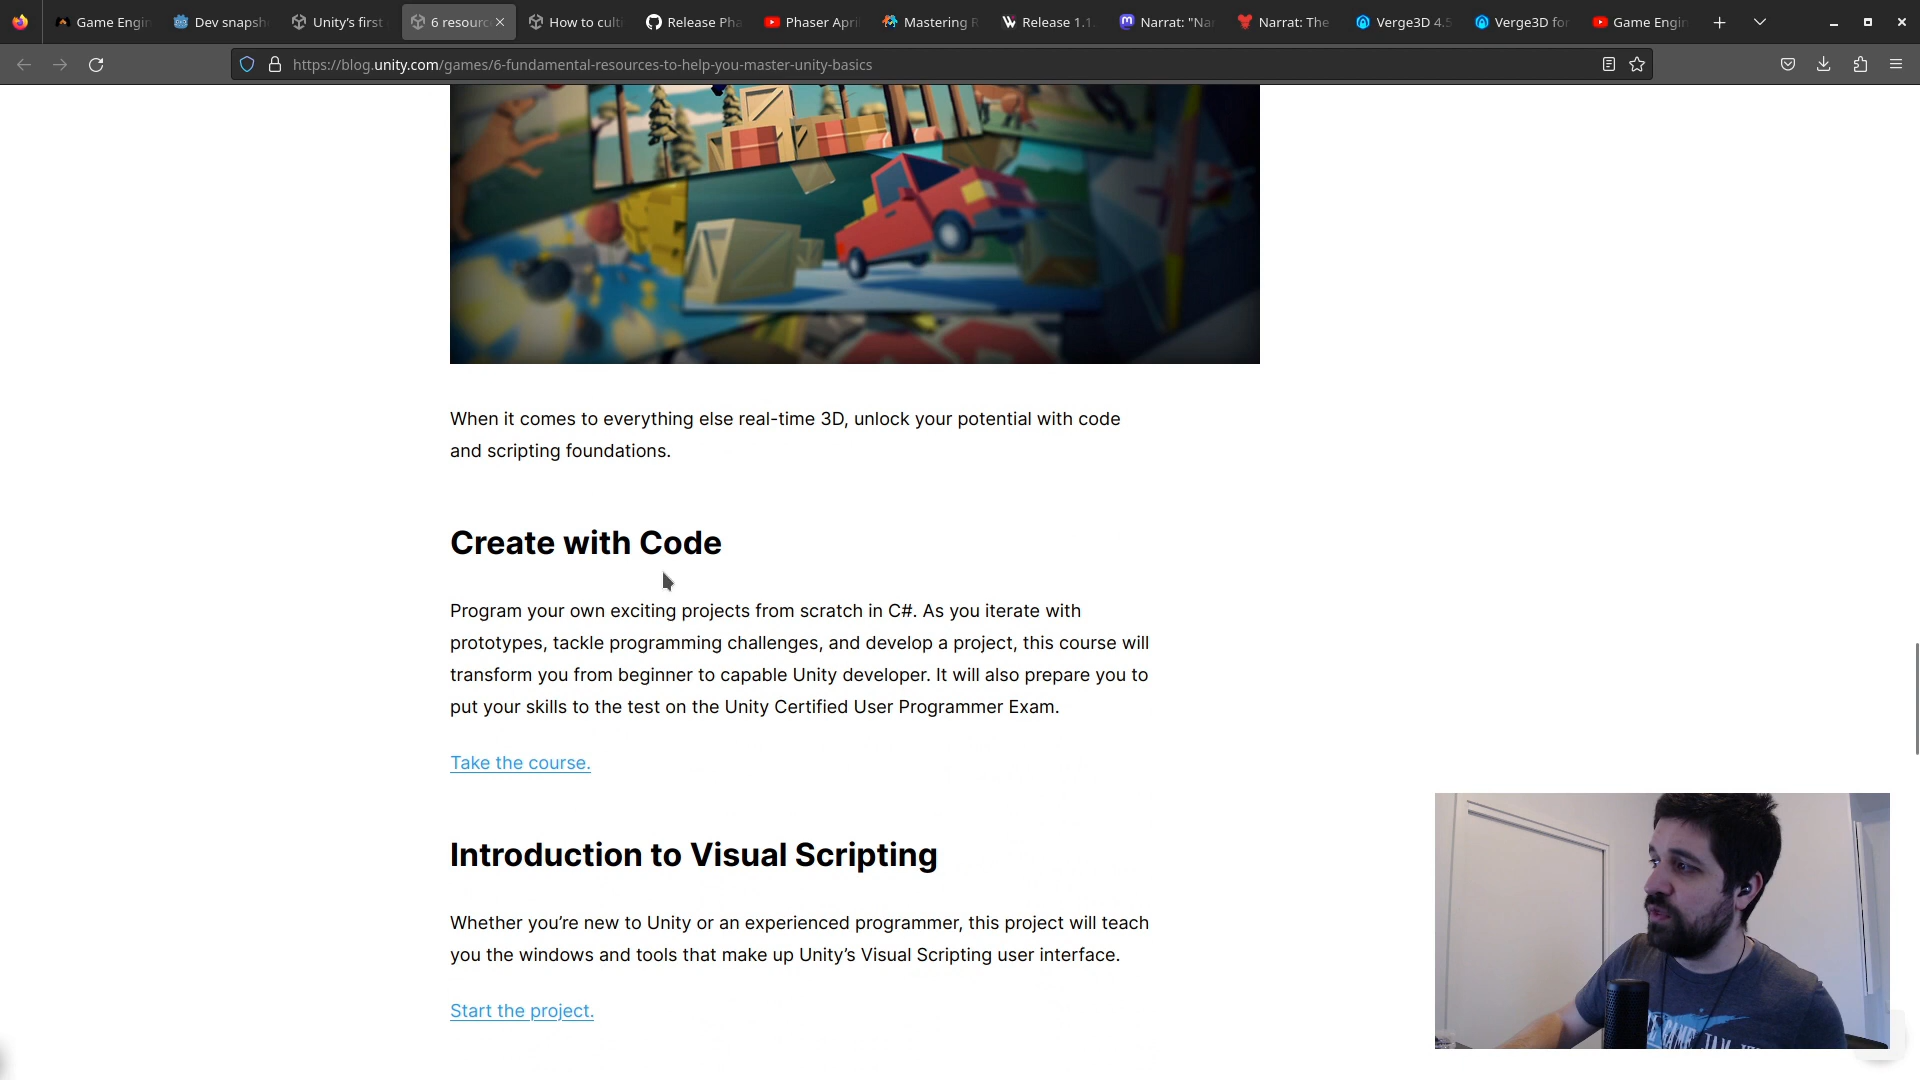 Game Engin
Dev snapsh
Unity's first
6 resourc
How to culti
Release Pha
Phaser Apri
Mastering R
Release 1.1.
Narrat: "Nar
Narrat: The
Verge3D 4.5
Verge3D for
Game Engin
https://blog.unity.com/games/6-fundamental-resources-to-help-you-master-unity-basics
When it comes to everything else real-time 3D, unlock your potential with code
and scripting foundations.
Create with Code
Program your own exciting projects from scratch in C#. As you iterate with
prototypes, tackle programming challenges, and develop a project, this course will
transform you from beginner to capable Unity developer. It will also prepare you to
put your skills to the test on the Unity Certified User Programmer Exam.
Take the course.
Introduction to Visual Scripting
Whether you're new to Unity or an experienced programmer, this project will teach
you the windows and tools that make up Unity's Visual Scripting user interface.
Start the project.
GAME JAM